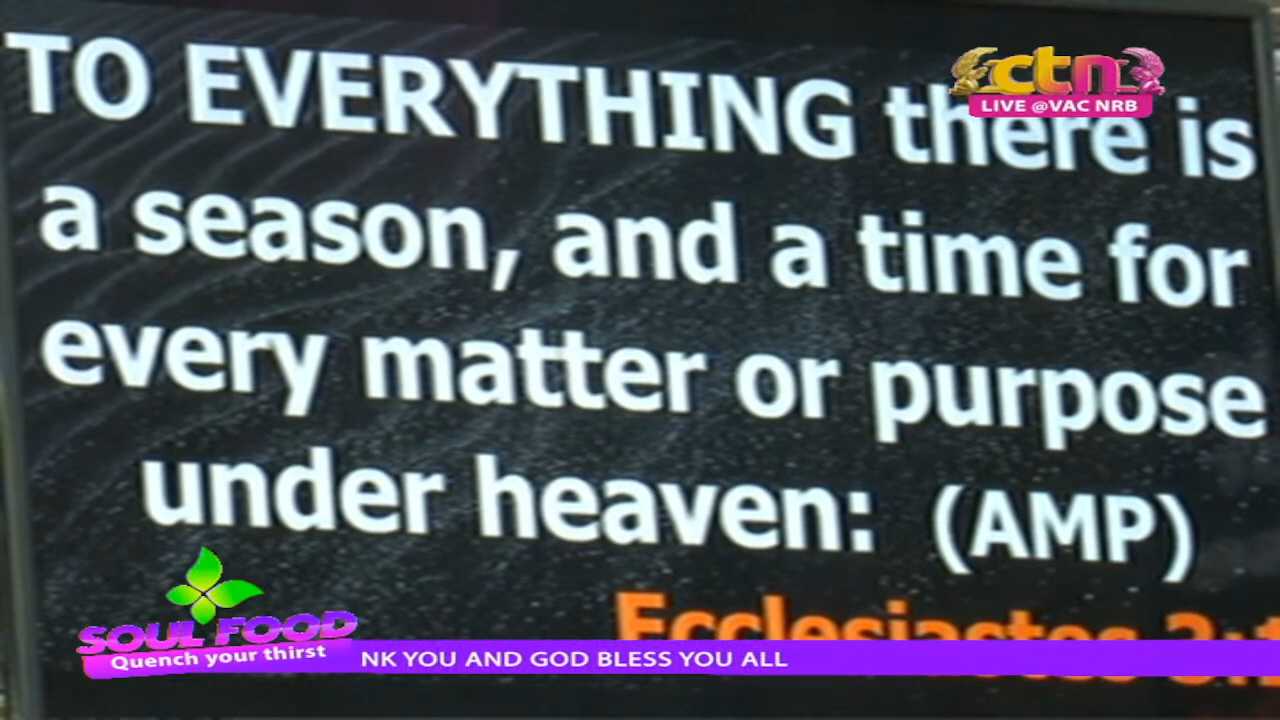 TO EVERYTHING there is
a season, and a time for
every matter or purpose
under heaven: (AMP)
Ecclesiastes
ctn
LIVE @VAC NRB
SOUL FOOD
Quench your thirst
NK YOU AND GOD BLESS YOU ALL